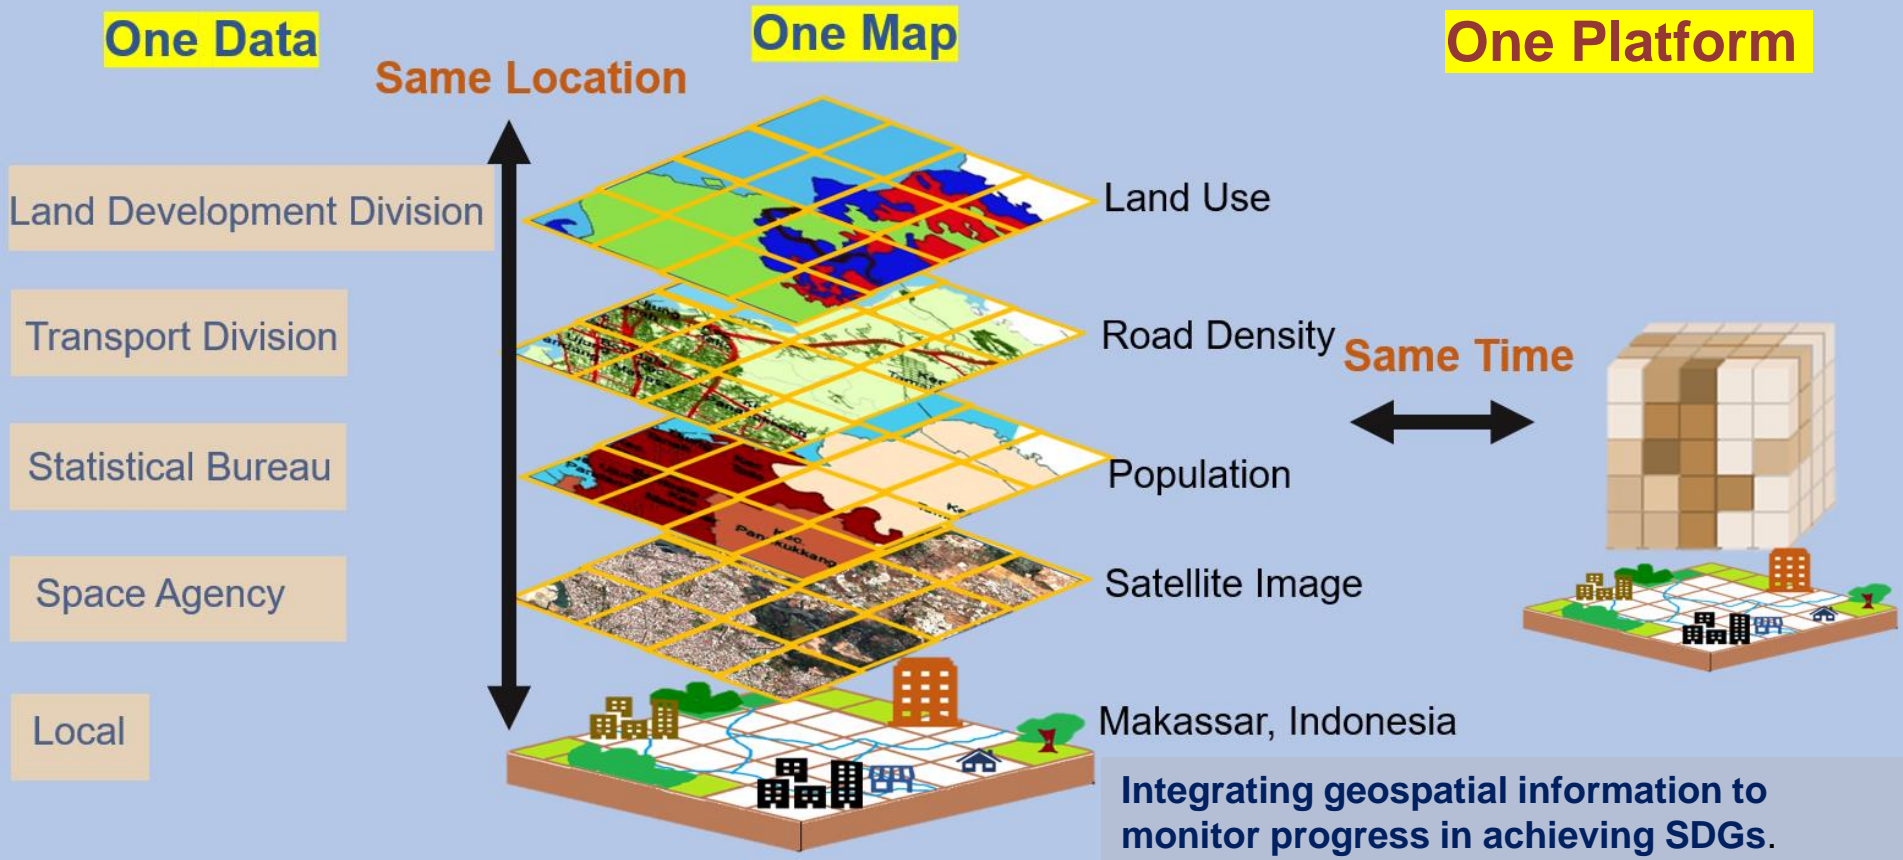 One Data
One Map
One Platform
Same Location
Land Development Division
Land Use
Transport Division
Road Density
Same Time
Statistical Bureau
Population
Space Agency
Satellite Image
Local
Makassar, Indonesia
Integrating geospatial information to
monitor progress in achieving SDGs.